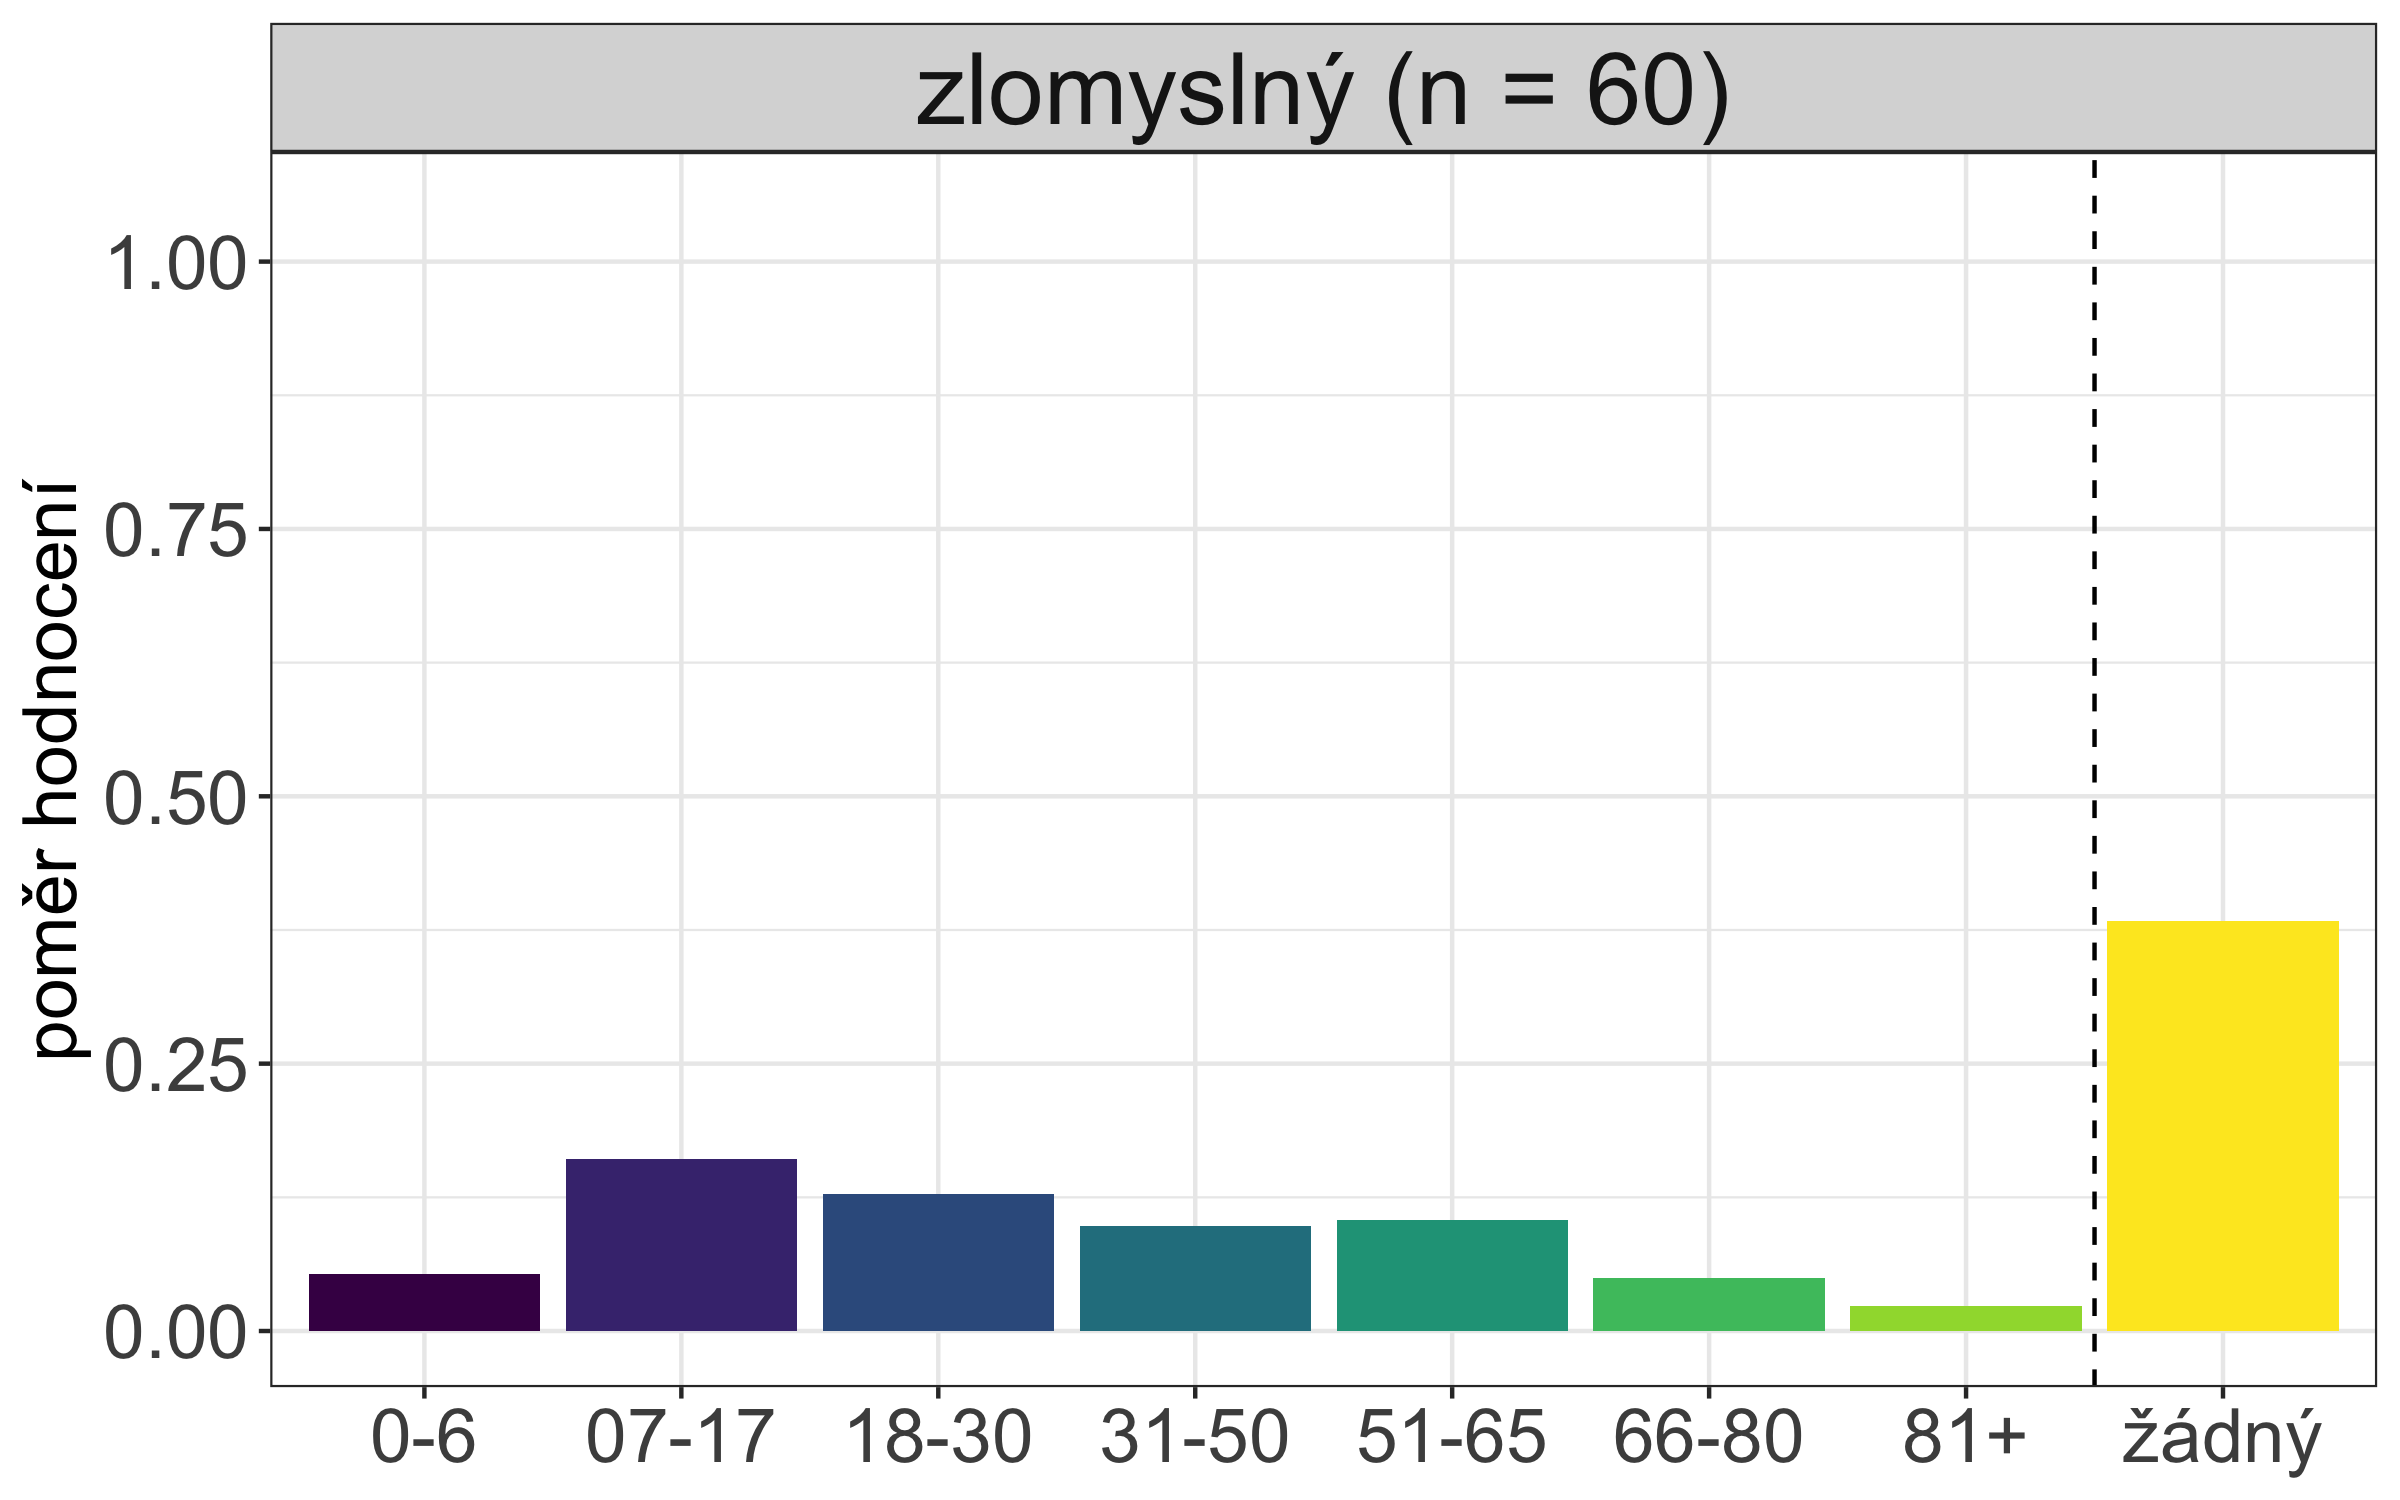 zlomyslný (n = 60)
poměr hodnocení
1.00
0.75
0.50
0.25
0.00
0-6 07-17 18-30 31-50 51-65 66-80 81+ žádný